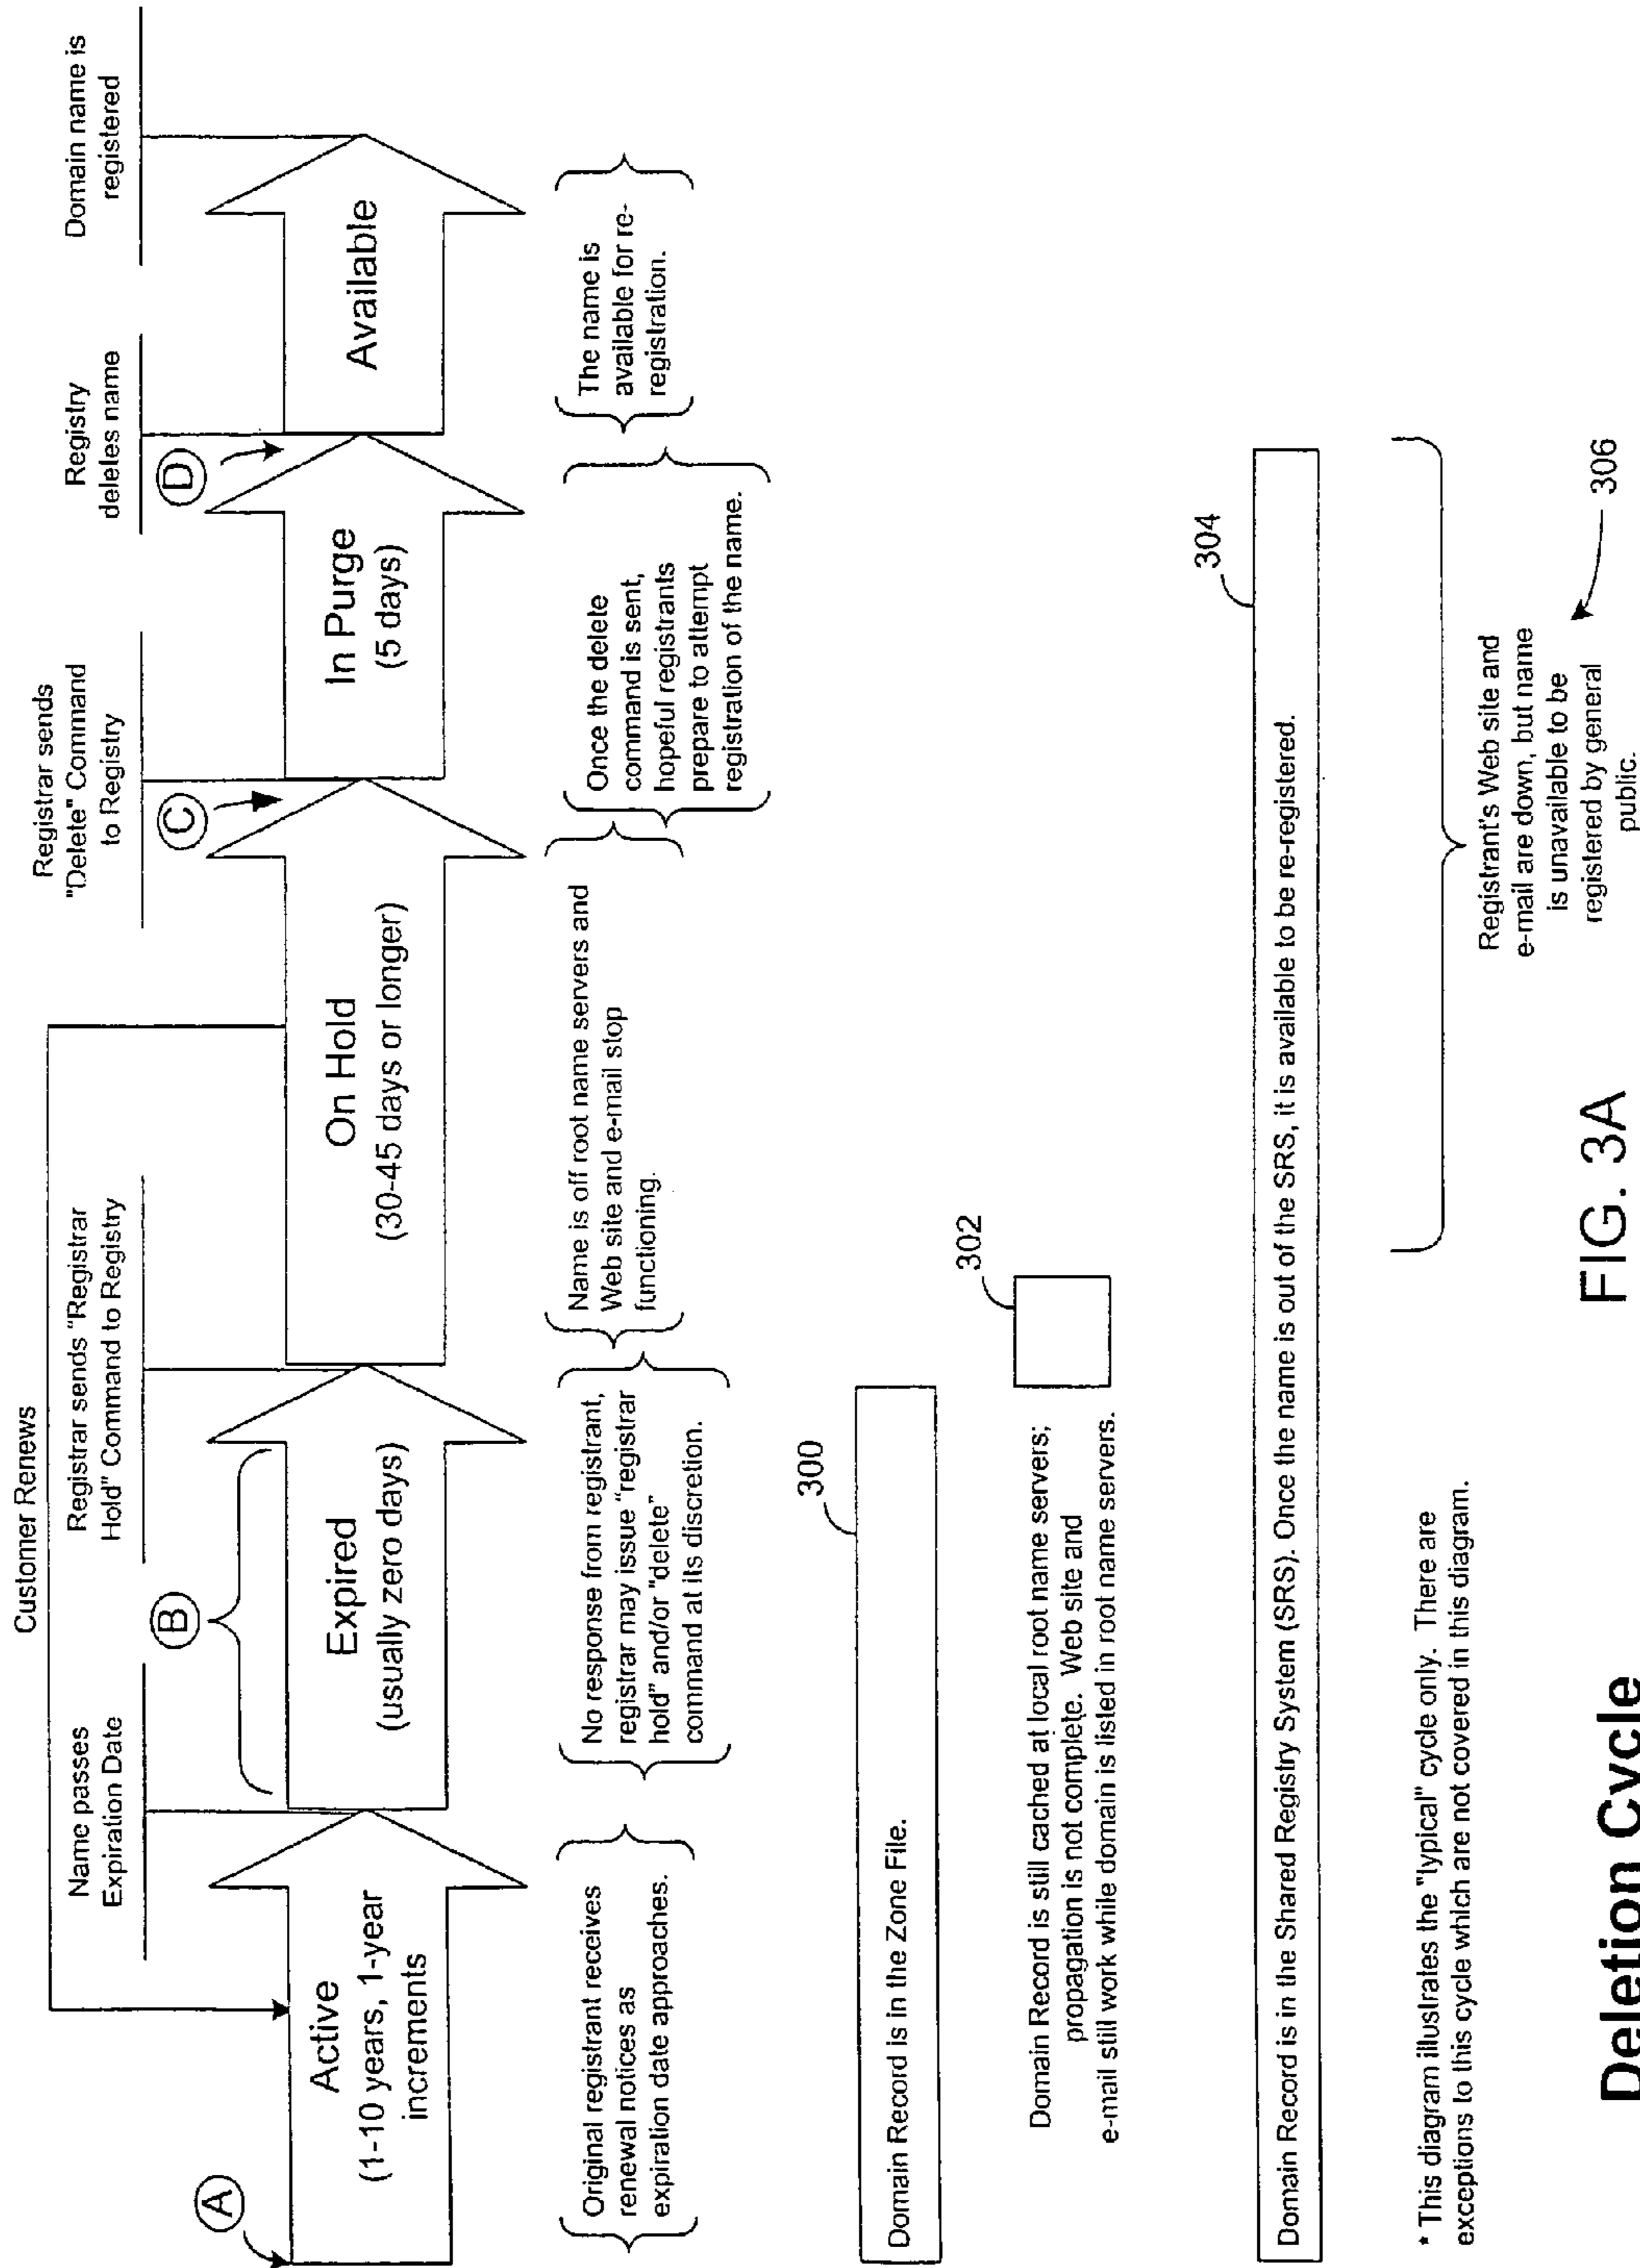 Customer Renews
Name passes
Expiration Date
Registrar sends "Registrar
Hold" Command to Registry
Registrar sends
"Delete" Command
to Registry
Registry
deletes name
Domain name is
registered
A
B
C
D
Active
(1-10 years, 1-year
increments
Expired
(usually zero days)
On Hold
(30-45 days or longer)
In Purge
(5 days)
Available
Original registrant receives
renewal notices as
expiration date approaches.
No response from registrant,
registrar may issue "registrar
hold" and/or "delete"
command at its discretion.
Name is off root name servers and
Web site and e-mail stop
functioning.
Once the delete
command is sent,
hopeful registrants
prepare to attempt
registration of the name.
The name is
available for re-
registration.
300
Domain Record is in the Zone File.
302
Domain Record is still cached at local root name servers;
propagation is not complete. Web site and
e-mail still work while domain is listed in root name servers.
304
Domain Record is in the Shared Registry System (SRS). Once the name is out of the SRS, it is available to be re-registered.
Registrant's Web site and
e-mail are down, but name
is unavailable to be
registered by general
public.
306
* This diagram illustrates the "typical" cycle only. There are
exceptions to this cycle which are not covered in this diagram.
Deletion Cycle
FIG. 3A